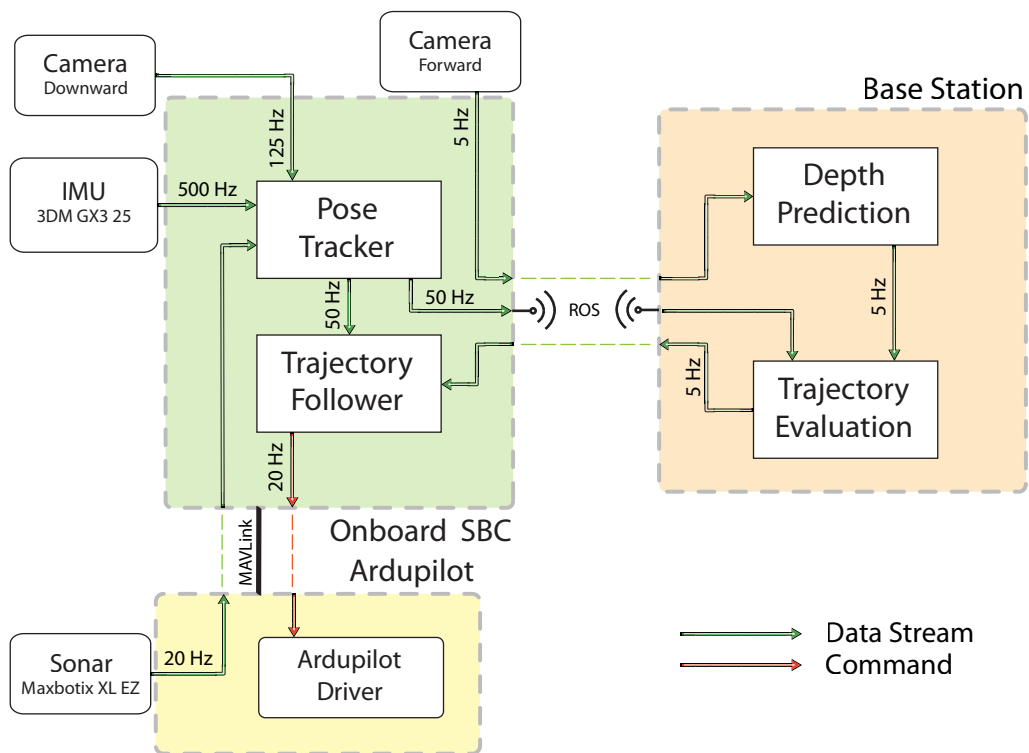 Camera
Downward
Camera
Forward
Base Station
125 Hz
5 Hz
IMU
3DM GX3 25
500 Hz
Pose
Tracker
Depth
Prediction
50 Hz
50 Hz
ROS
5 Hz
Trajectory
Follower
5 Hz
Trajectory
Evaluation
20 Hz
Onboard SBC
MAVLink
Ardupilot
Sonar
Maxbotix XL EZ
20 Hz
Ardupilot
Driver
Data Stream
Command